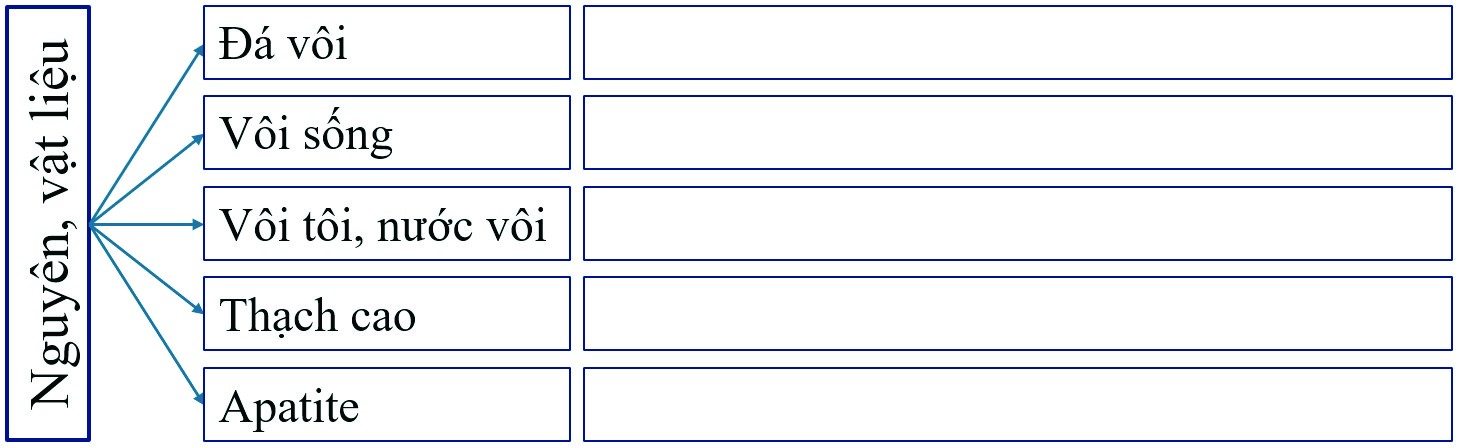 Nguyên, vật liệu
Đá vôi
Vôi sống
Vôi tôi, nước vôi
Thạch cao
Apatite